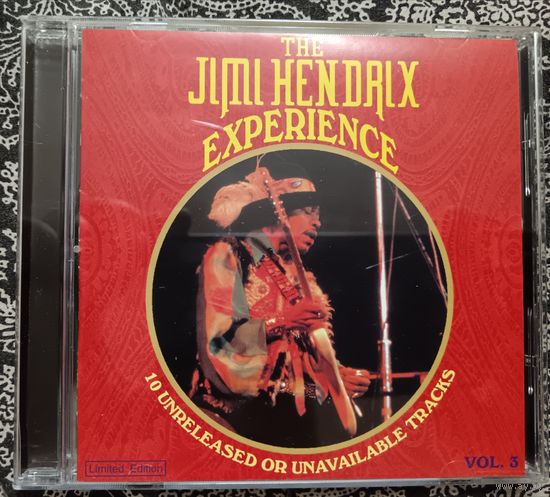 THE
JIMI HENDRIX
EXPERIENCE
10 UNRELEASED OR UNAVAILABLE TRACKS
Limited Edition
VOL. 3